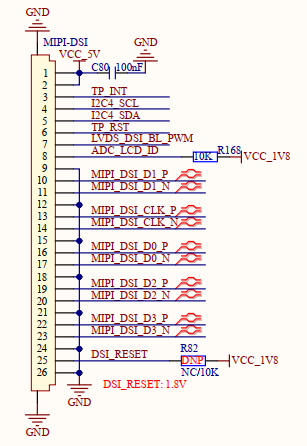 GND
MIPI-DSI
VCC_5V
GND
C80 100nF
1
2
3 TP_INT
4 I2C4_SCL
5 I2C4_SDA
6 TP_RST
7 LVDS_DSI_BL_PWM
8 ADC_LCD_ID
10K R168 VCC_1V8
9
10 MIPI_DSI_D1_P
11 MIPI_DSI_D1_N
12
13 MIPI_DSI_CLK_P
14 MIPI_DSI_CLK_N
15
16 MIPI_DSI_D0_P
17 MIPI_DSI_D0_N
18
19 MIPI_DSI_D2_P
20 MIPI_DSI_D2_N
21
22 MIPI_DSI_D3_P
23 MIPI_DSI_D3_N
24
25 DSI_RESET
R82
DNP VCC_1V8
NC/10K
26
DSI_RESET: 1.8V
GND
GND